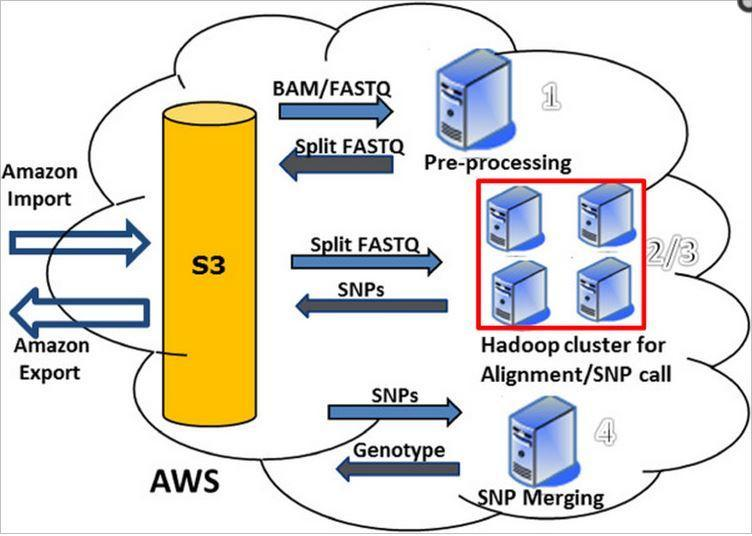 BAM/FASTQ
1
Split FASTQ
Pre-processing
Amazon
Import
S3
Split FASTQ
2/3
SNPs
Amazon
Export
Hadoop cluster for
Alignment/SNP call
SNPs
4
Genotype
AWS
SNP Merging